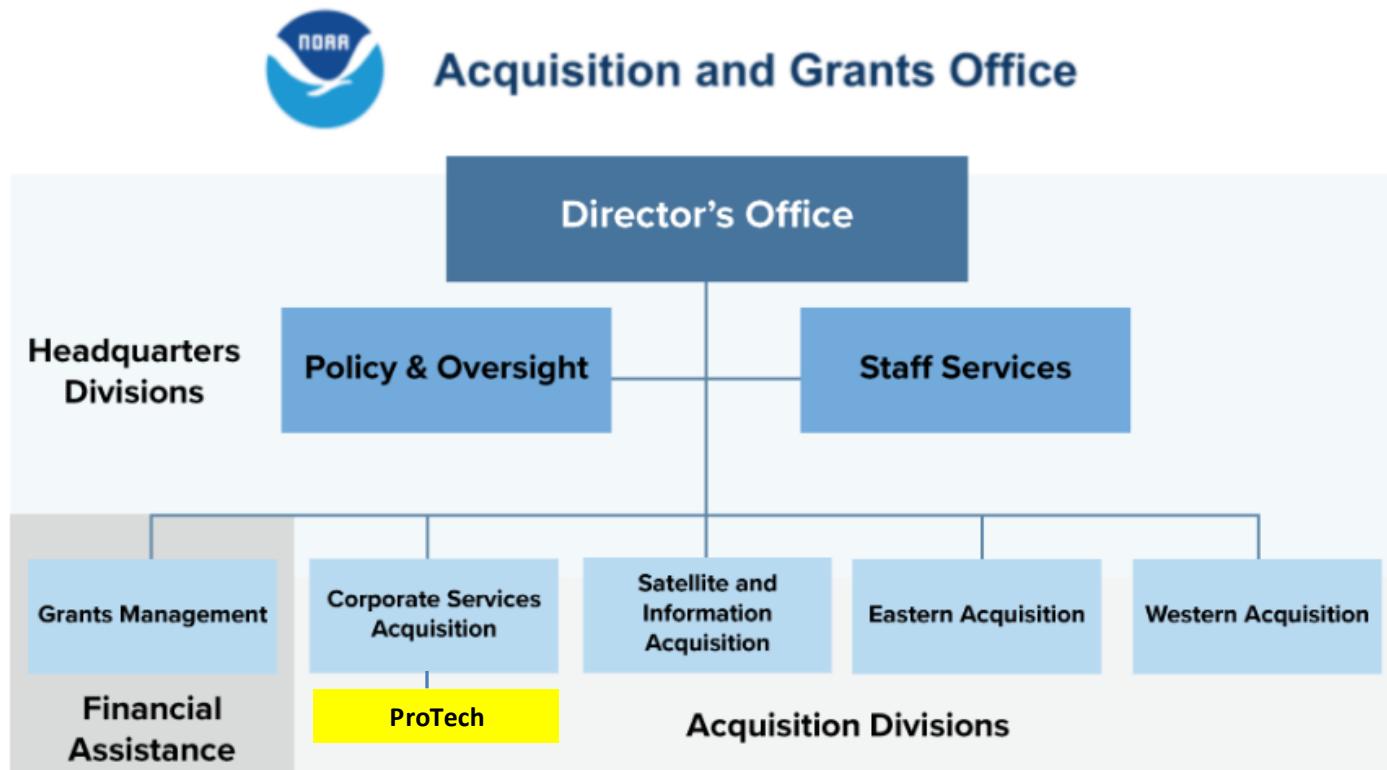 NOAA
Acquisition and Grants Office
Director’s Office
Headquarters
Divisions
Policy & Oversight
Staff Services
Grants Management
Corporate Services
Acquisition
Satellite and
Information
Acquisition
Eastern Acquisition
Western Acquisition
Financial
Assistance
ProTech
Acquisition Divisions